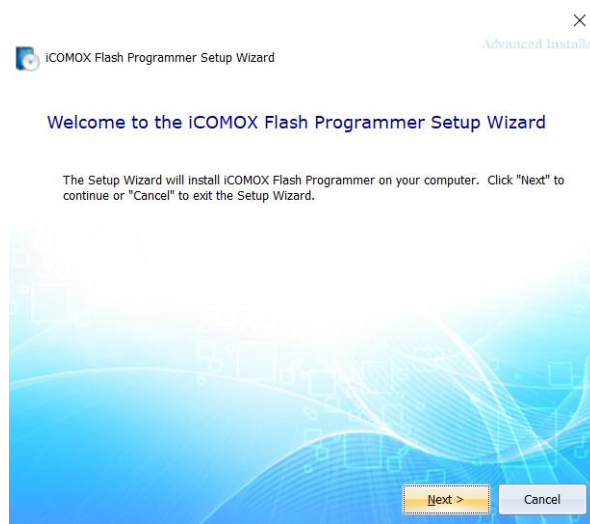 Advanced Installe
iCOMOX Flash Programmer Setup Wizard
Welcome to the iCOMOX Flash Programmer Setup Wizard
The Setup Wizard will install iCOMOX Flash Programmer on your computer. Click "Next" to
continue or "Cancel" to exit the Setup Wizard.
Next >
Cancel